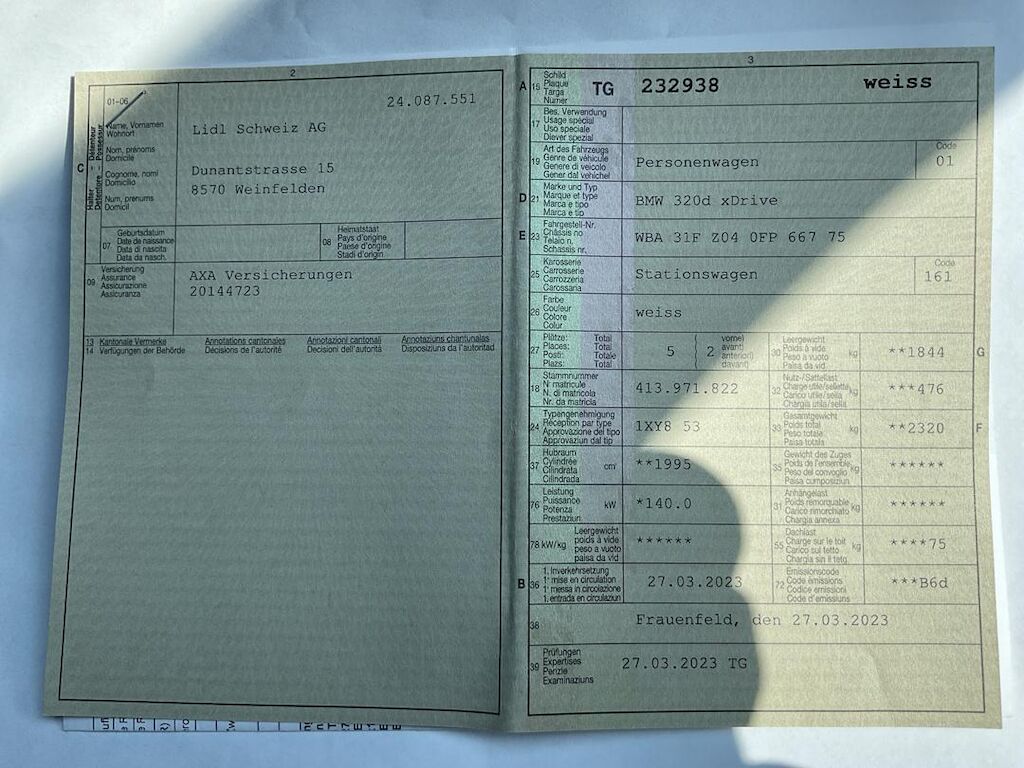 2
01-06
24.087.551
C
Halter Détenteur
Détentore Possessur
Name, Vornamen
Wohnort
Nom, prénoms
Domicile
Cognome, nomi
Domicilio
Num, prenums
Domicil
Lidl Schweiz AG
Dunantstrasse 15
8570 Weinfelden
07
Geburtsdatum
Date de naissance
Data di nascita
Data da nasch.
08
Heimatstaat
Pays d'origine
Paese d'origine
Stadi d'origin
09
Versicherung
Assurance
Assicurazione
Assicuranza
AXA Versicherungen
20144723
13 Kantonale Vermerke Annotations cantonales Annotazioni cantonali Annotaziuns chantunalas
14 Verfügungen der Behörde Décisions de l'autorité Decisioni dell'autorità Disposiziuns da l'autoritad
3
A 15
Schild
Plaque
Targa
Numer
TG 232938 weiss
17
Bes. Verwendung
Usage spécial
Uso speciale
Diever spezial
19
Art des Fahrzeugs
Genre de véhicule
Genere di veicolo
Gener dal vehichel
Personenwagen
Code
01
D 21
Marke und Typ
Marque et type
Marca e tipo
Marca e tip
BMW 320d xDrive
E 23
Fahrgestell-Nr.
Châssis no
Telaio n.
Schassis nr.
WBA 31F Z04 0FP 667 75
25
Karosserie
Carrosserie
Carrozzeria
Carossaria
Stationswagen
Code
161
26
Farbe
Couleur
Colore
Colur
weiss
27
Plätze: Total
Places: Total
Posti: Totale
Plazs: Total
5 2
vorne)
avant)
anteriori)
davant)
30
Leergewicht
Poids à vide
Peso a vuoto
Paisa da vid
kg
**1844
G
18
Stammnummer
N° matricule
N. di matricola
Nr. da matricla
413.971.822
32
Nutz-/Sattellast
Charge utile/sellette
Carico utile/sella
Chargia utila/sella
kg
***476
24
Typengenehmigung
Réception par type
Approvazione del tipo
Approvaziun dal tip
1XY8 53
33
Gesamtgewicht
Poids total
Peso totale
Paisa totala
kg
**2320
F
37
Hubraum
Cylindrée
Cilindrata
Cilindrada
cm³
**1995
35
Gewicht des Zuges
Poids de l'ensemble
Peso del convoglio
Paisa cumposiziun
kg
******
76
Leistung
Puissance
Potenza
Prestaziun
kW
*140.0
31
Anhängelast
Poids remorquable
Carico rimorchiato
Chargia annexa
kg
******
78 kW/kg
Leergewicht
poids à vide
peso a vuoto
paisa da vid
******
55
Dachlast
Charge sur le toit
Carico sul tetto
Chargia sin il tetg
kg
****75
B 36
1. Inverkehrsetzung
1re mise en circulation
1a messa in circolazione
1. entrada en circulaziun
27.03.2023
72
Emissionscode
Code émissions
Codice emissioni
Code d'emissiuns
***B6d
38
Frauenfeld, den 27.03.2023
39
Prüfungen
Expertises
Perizie
Examinaziuns
27.03.2023 TG